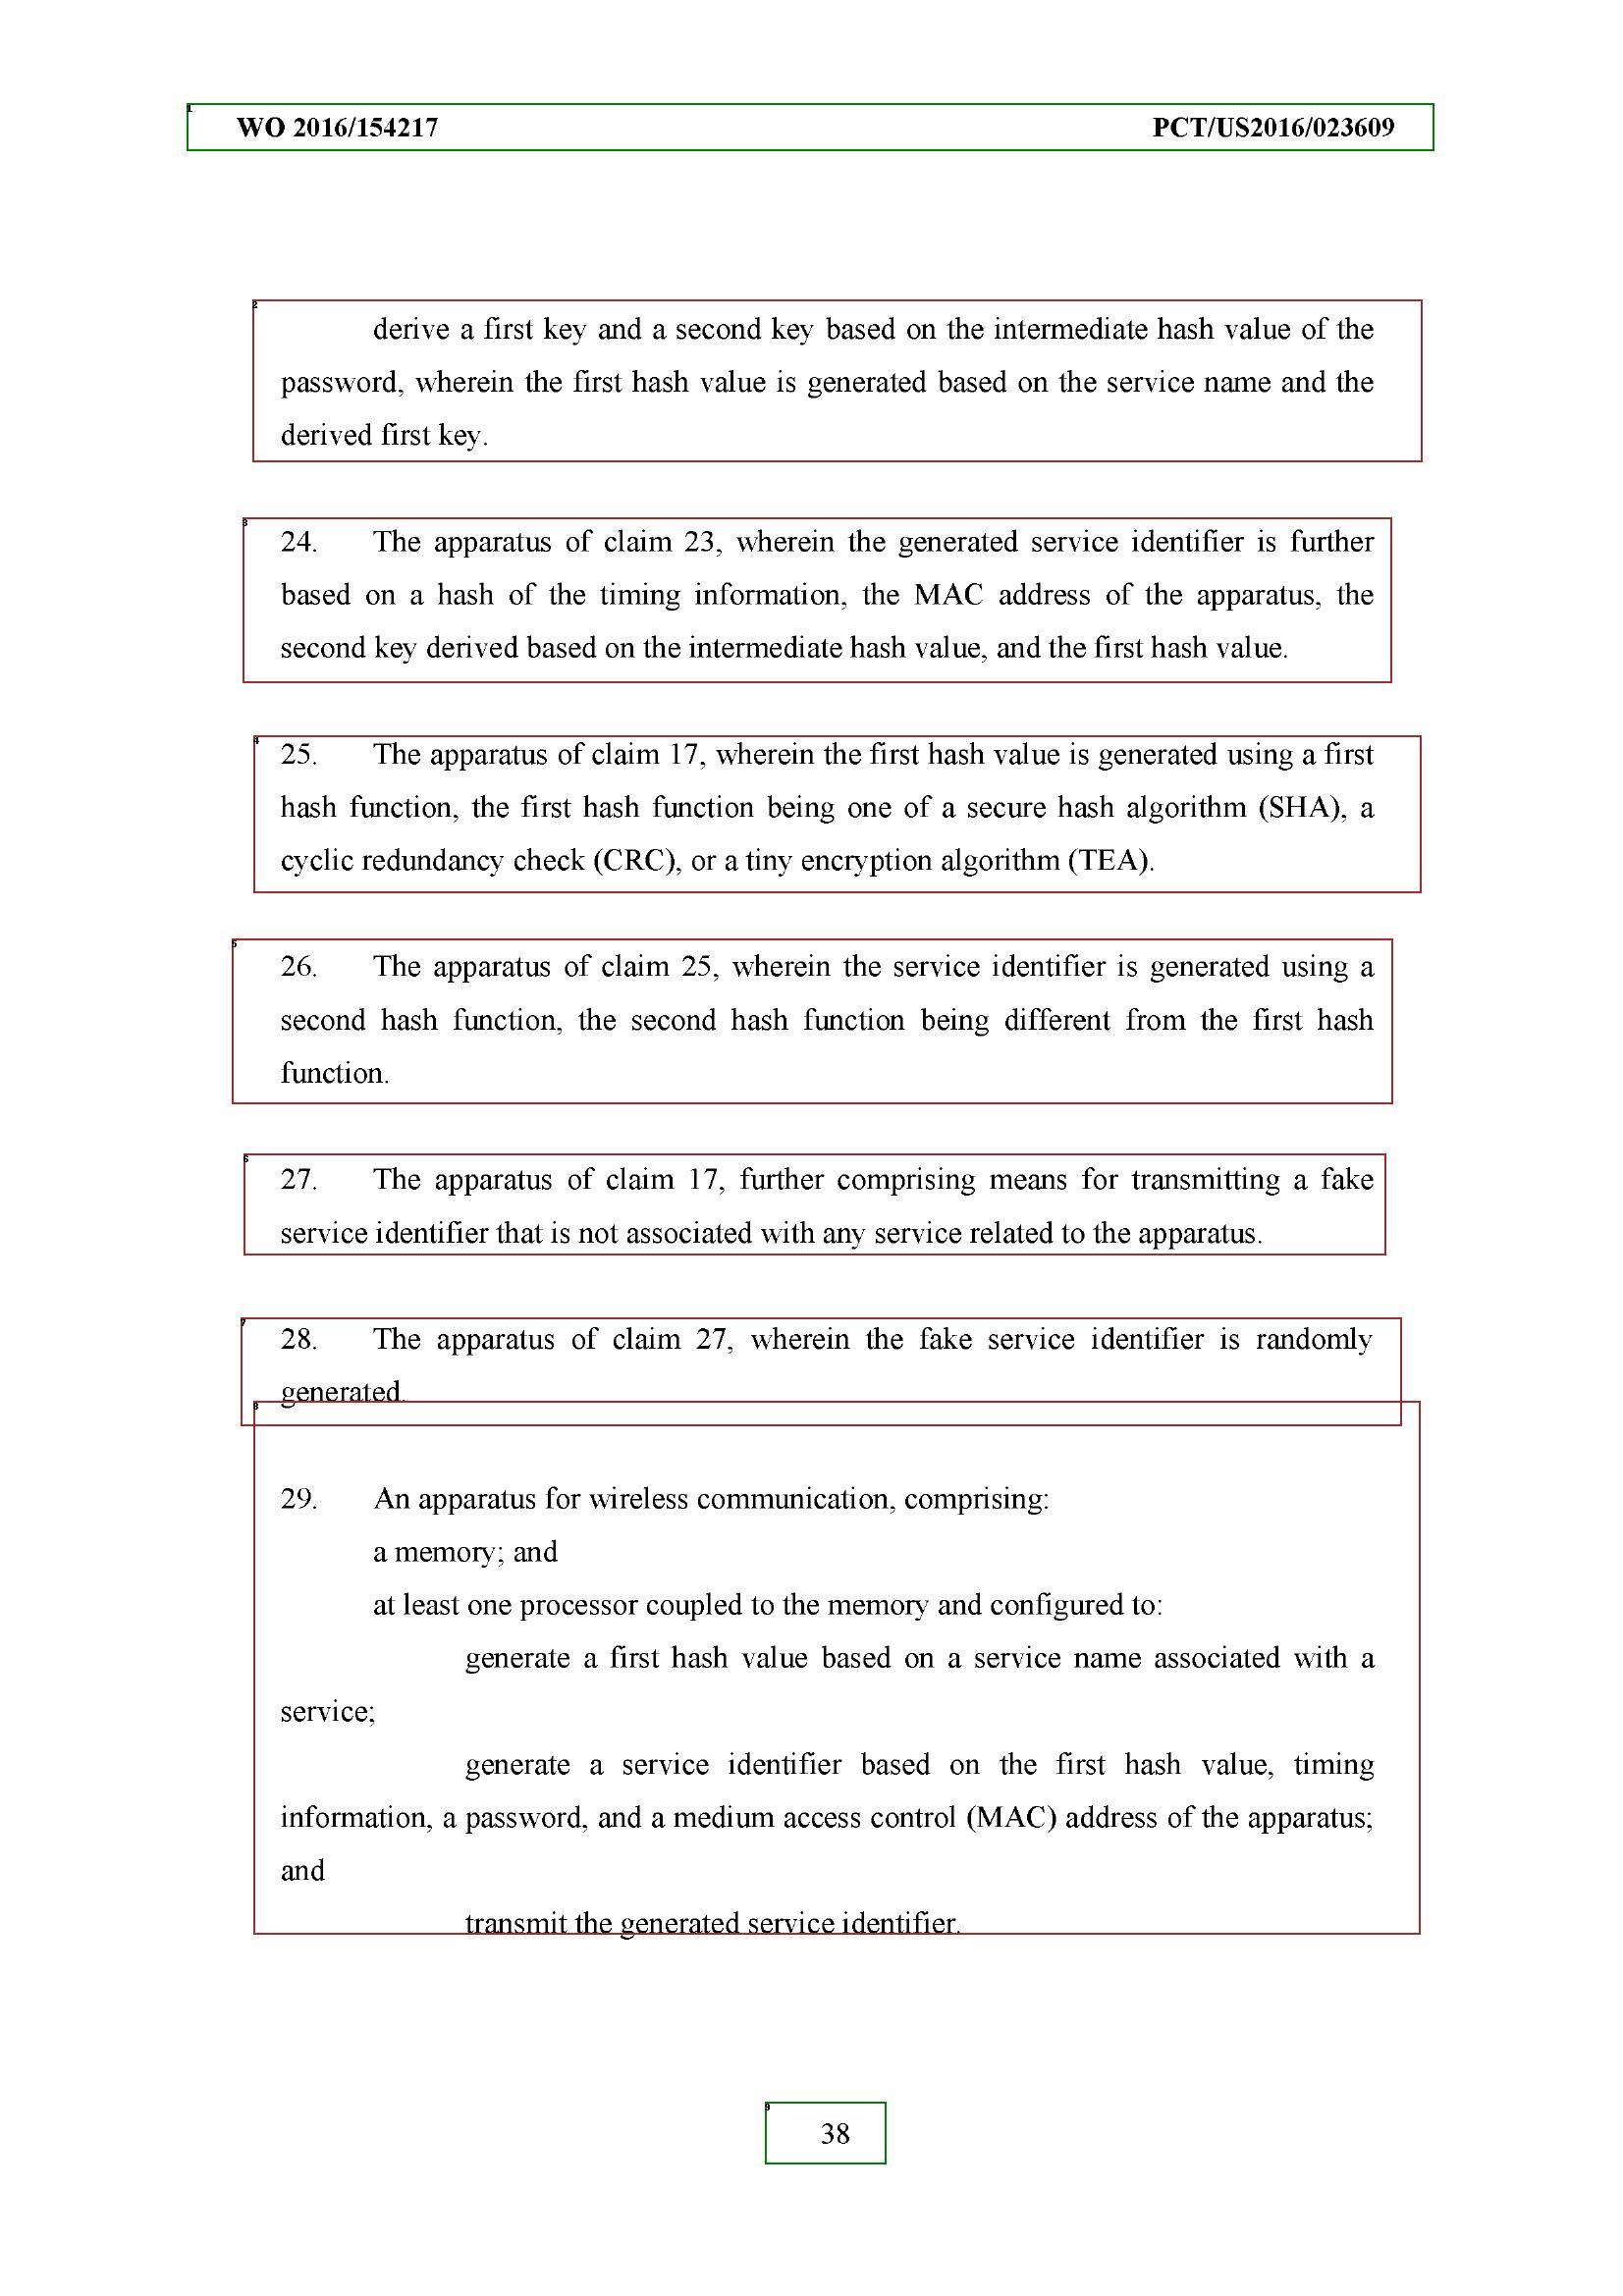 WO 2016/154217 PCT/US2016/023609
derive a first key and a second key based on the intermediate hash value of the
password, wherein the first hash value is generated based on the service name and the
derived first key.
24. The apparatus of claim 23, wherein the generated service identifier is further
based on a hash of the timing information, the MAC address of the apparatus, the
second key derived based on the intermediate hash value, and the first hash value.
25. The apparatus of claim 17, wherein the first hash value is generated using a first
hash function, the first hash function being one of a secure hash algorithm (SHA), a
cyclic redundancy check (CRC), or a tiny encryption algorithm (TEA).
26. The apparatus of claim 25, wherein the service identifier is generated using a
second hash function, the second hash function being different from the first hash
function.
27. The apparatus of claim 17, further comprising means for transmitting a fake
service identifier that is not associated with any service related to the apparatus.
28. The apparatus of claim 27, wherein the fake service identifier is randomly
generated.
29. An apparatus for wireless communication, comprising:
a memory; and
at least one processor coupled to the memory and configured to:
generate a first hash value based on a service name associated with a
service;
generate a service identifier based on the first hash value, timing
information, a password, and a medium access control (MAC) address of the apparatus;
and
transmit the generated service identifier.
38